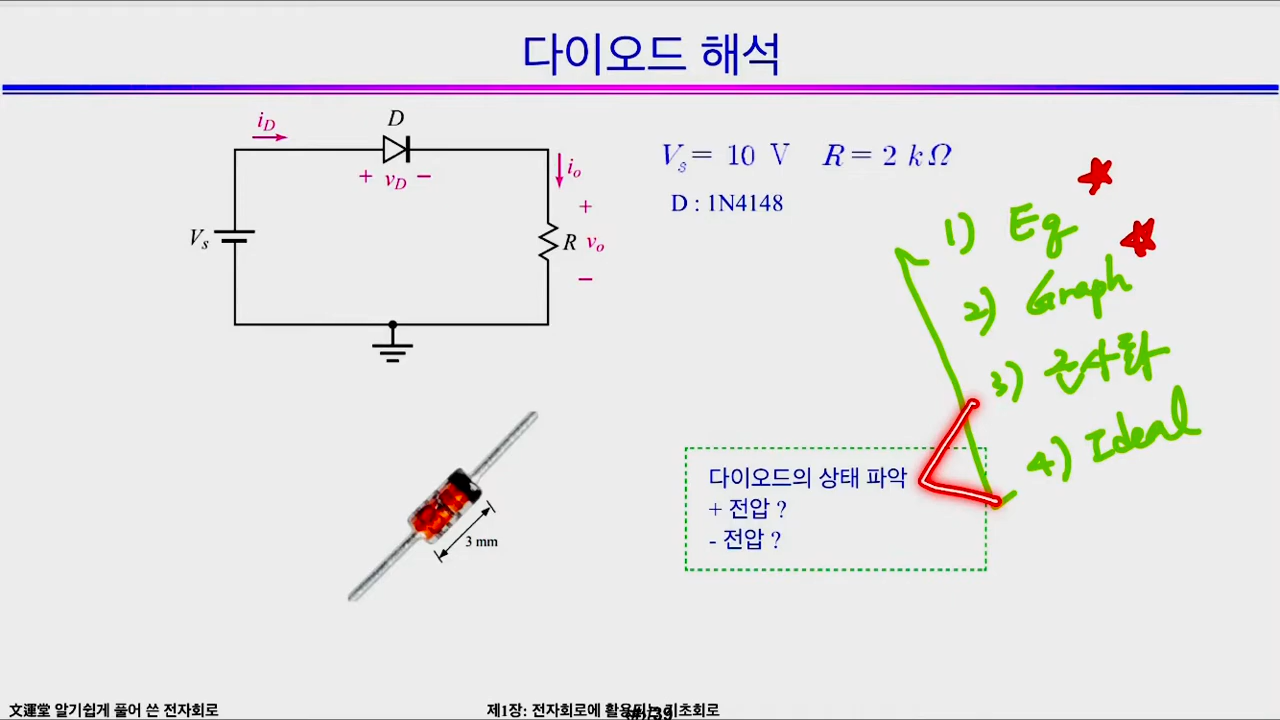 다이오드 해석
i_D
D
+ v_D −
i_o
+
V_s
R v_o
−
V_s = 10 V R = 2 kΩ
D : 1N4148
1) Eq
2) Graph
3) 근사화
4) Ideal
다이오드의 상태 파악
+ 전압 ?
- 전압 ?
3 mm
文運堂 알기쉽게 풀어 쓴 전자회로
제1장: 전자회로에 활용되는 기초회로